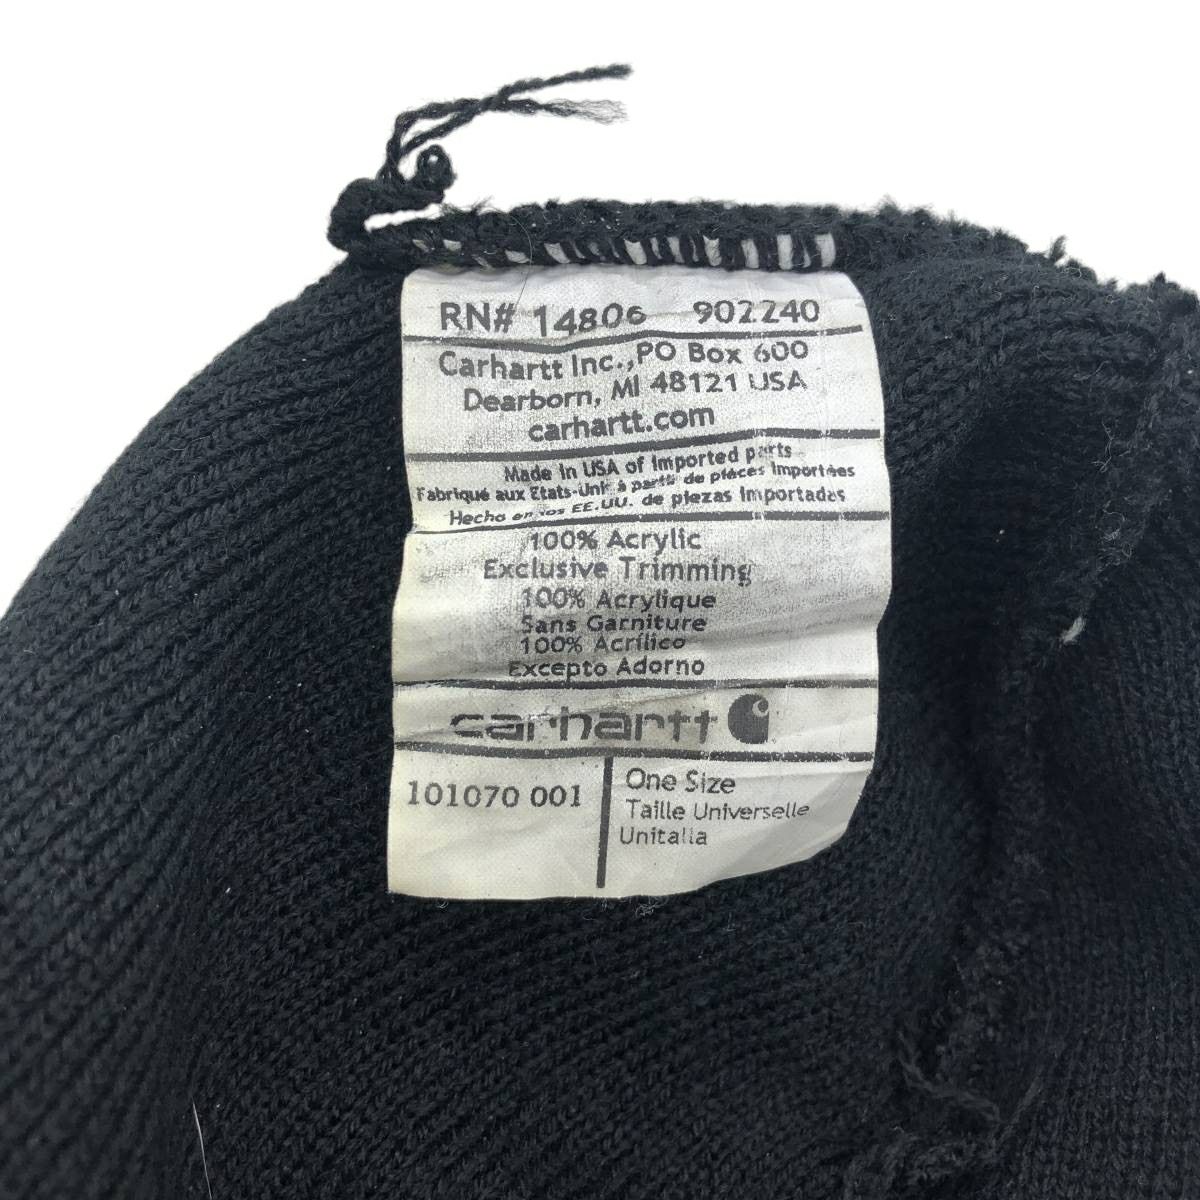 RN# 14806 902240
Carhartt Inc., PO Box 600
Dearborn, MI 48121 USA
carhartt.com
Made In USA of Imported parts
Fabriqué aux Etats-Unis à partir de pláces Importées
Hecho en los EE.UU. de piezas Importadas
100% Acrylic
Exclusive Trimming
100% Acrylique
Sans Garniture
100% Acrílico
Excepto Adorno
carhartt
101070 001
One Size
Taille Universelle
Unitalla